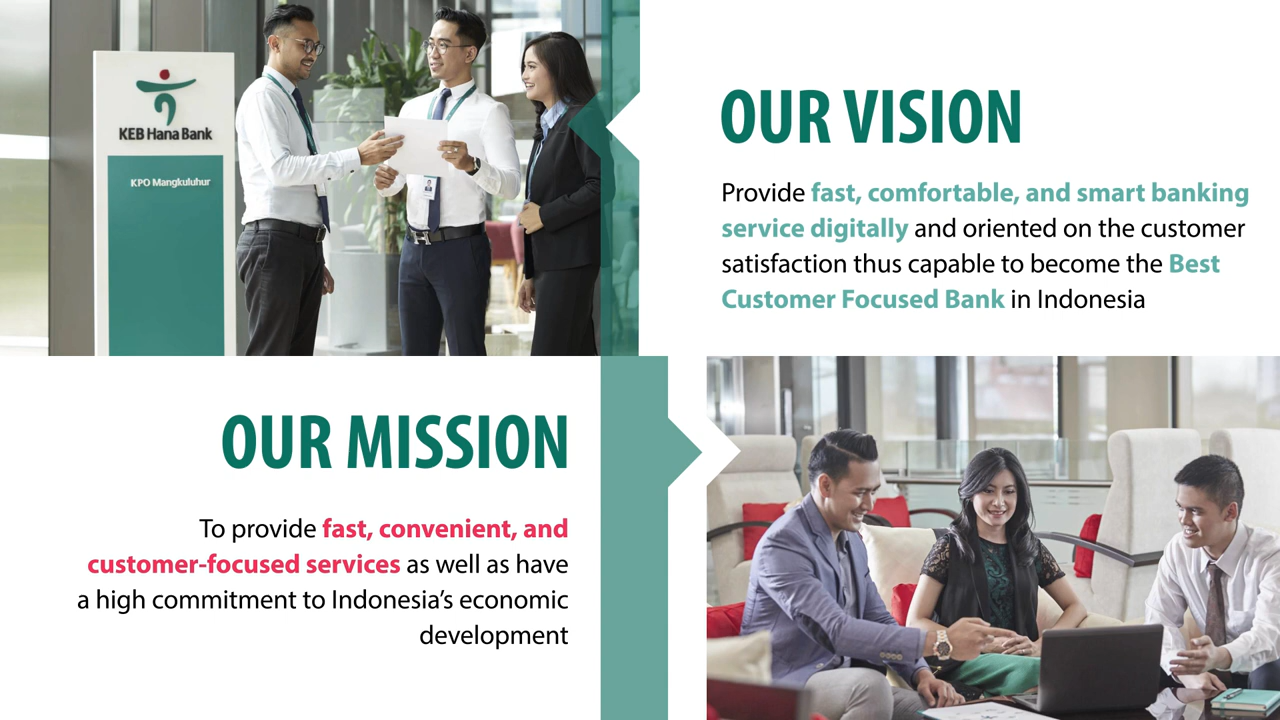 KEB Hana Bank
KPO Mangkuluhur
OUR VISION
Provide fast, comfortable, and smart banking
service digitally and oriented on the customer
satisfaction thus capable to become the Best
Customer Focused Bank in Indonesia
OUR MISSION
To provide fast, convenient, and
customer-focused services as well as have
a high commitment to Indonesia’s economic
development